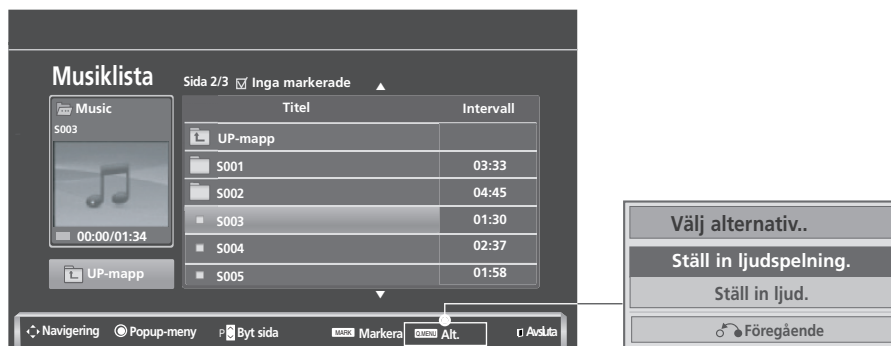 Musiklista
Sida 2/3 Inga markerade
Music
S003
00:00/01:34
UP-mapp
Titel Intervall
UP-mapp
S001 03:33
S002 04:45
S003 01:30
S004 02:37
S005 01:58
Navigering Popup-meny P Byt sida MARK Markera Q.MENU Alt. Avsluta
Välj alternativ..
Ställ in ljudspelning.
Ställ in ljud.
Föregående